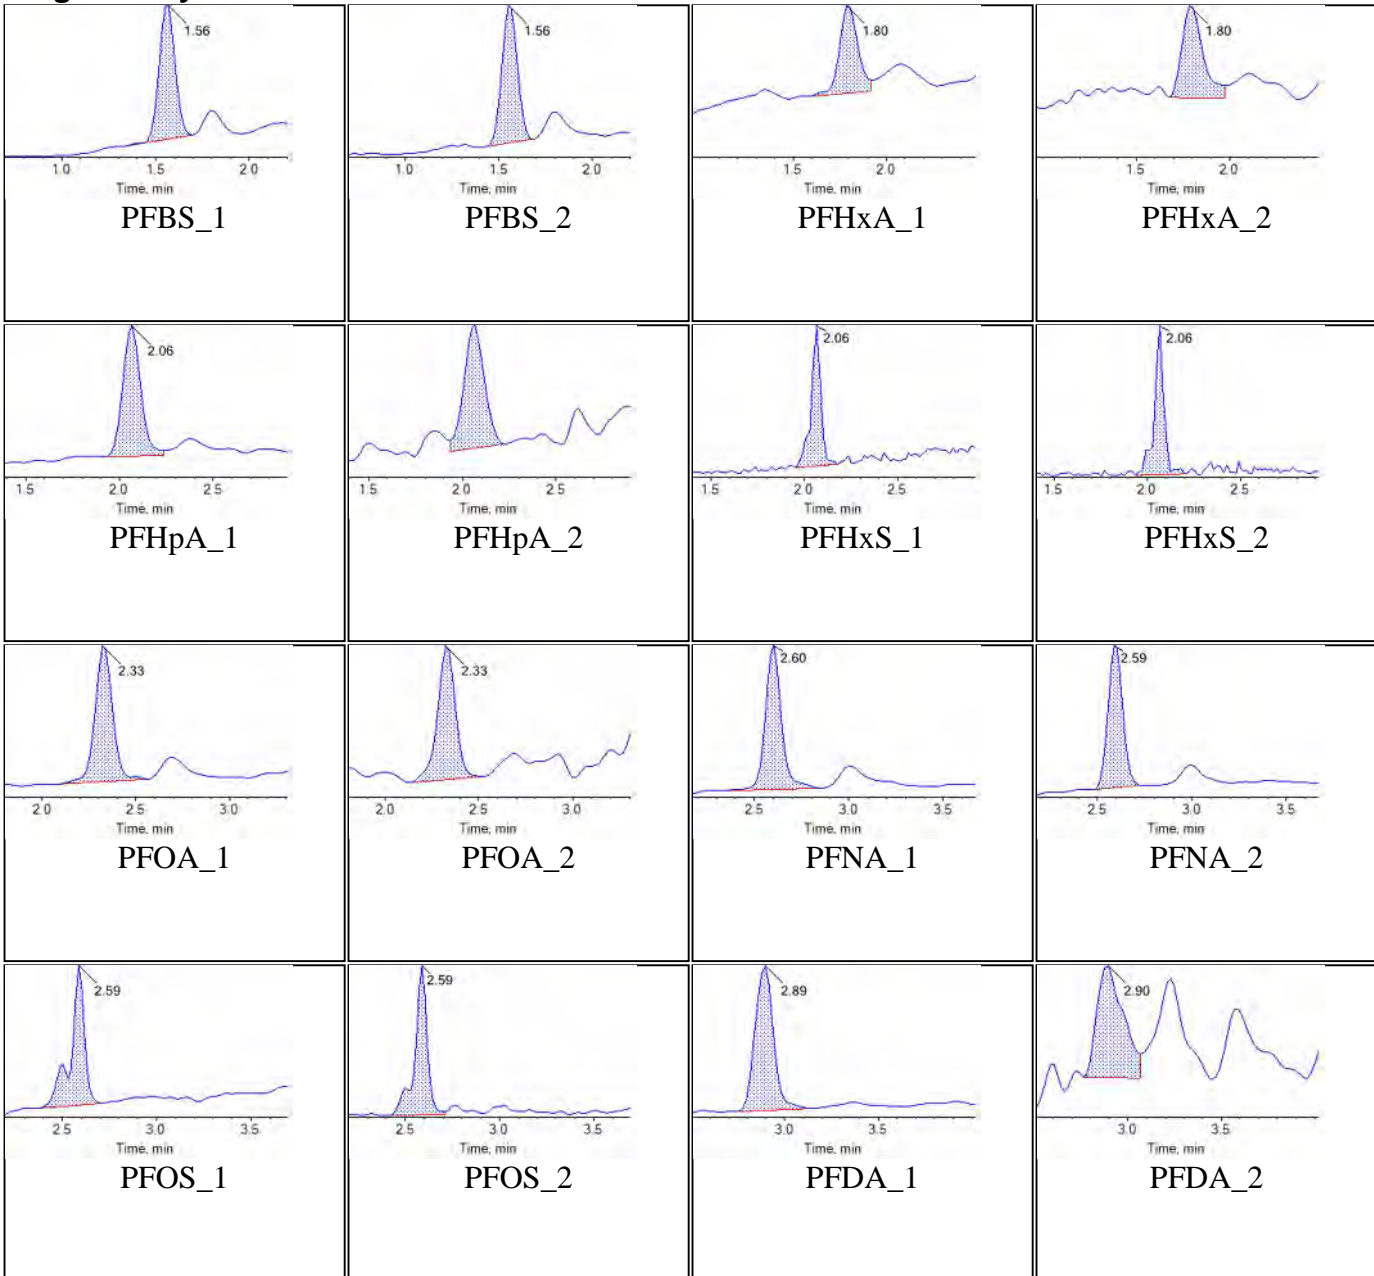 1.56
1.0 1.5 2.0
Time, min
PFBS_1
1.56
1.0 1.5 2.0
Time, min
PFBS_2
1.80
1.5 2.0
Time, min
PFHxA_1
1.80
1.5 2.0
Time, min
PFHxA_2
2.06
1.5 2.0 2.5
Time, min
PFHpA_1
1.5 2.0 2.5
Time, min
PFHpA_2
2.06
1.5 2.0 2.5
Time, min
PFHxS_1
2.06
1.5 2.0 2.5
Time, min
PFHxS_2
2.33
2.0 2.5 3.0
Time, min
PFOA_1
2.33
2.0 2.5 3.0
Time, min
PFOA_2
2.60
2.5 3.0 3.5
Time, min
PFNA_1
2.59
2.5 3.0 3.5
Time, min
PFNA_2
2.59
2.5 3.0 3.5
Time, min
PFOS_1
2.59
2.5 3.0 3.5
Time, min
PFOS_2
2.89
3.0 3.5
Time, min
PFDA_1
2.90
3.0 3.5
Time, min
PFDA_2